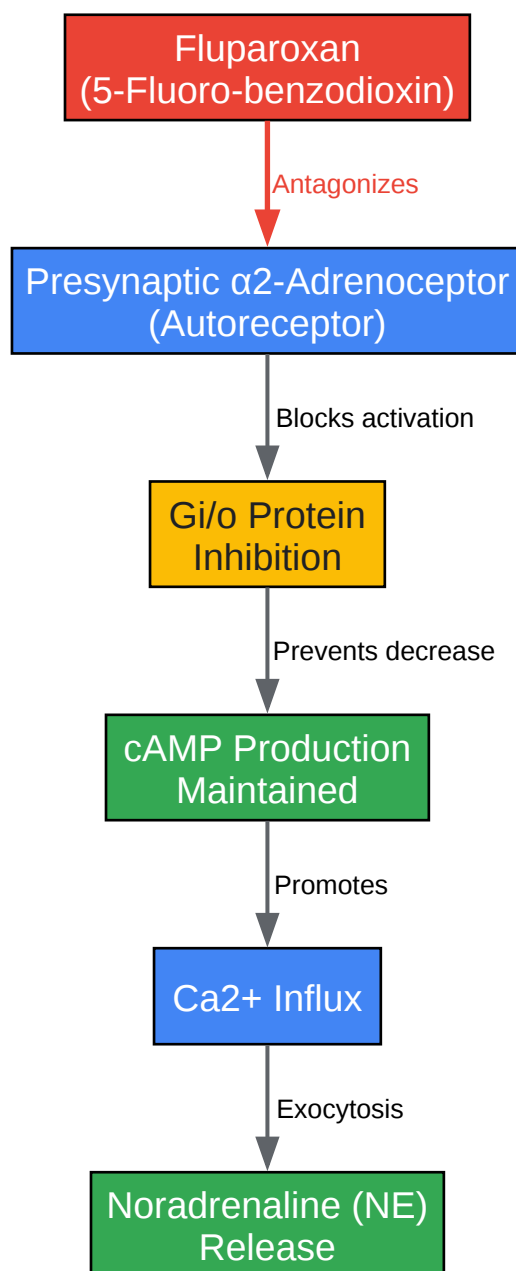 Fluparoxan
(5-Fluoro-benzodioxin)
Antagonizes
Presynaptic α2-Adrenoceptor
(Autoreceptor)
Blocks activation
Gi/o Protein
Inhibition
Prevents decrease
cAMP Production
Maintained
Promotes
Ca2+ Influx
Exocytosis
Noradrenaline (NE)
Release